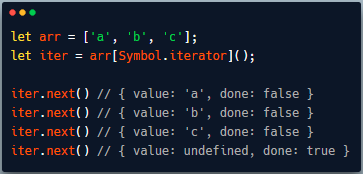 let arr = ['a', 'b', 'c'];
let iter = arr[Symbol.iterator]();
iter.next() // { value: 'a', done: false }
iter.next() // { value: 'b', done: false }
iter.next() // { value: 'c', done: false }
iter.next() // { value: undefined, done: true }